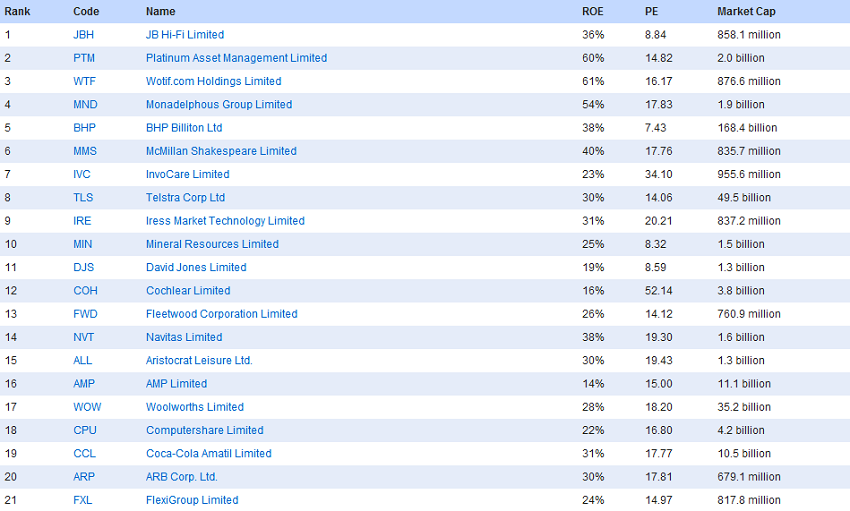 Rank Code Name ROE PE Market Cap
1 JBH JB Hi-Fi Limited 36% 8.84 858.1 million
2 PTM Platinum Asset Management Limited 60% 14.82 2.0 billion
3 WTF Wotif.com Holdings Limited 61% 16.17 876.6 million
4 MND Monadelphous Group Limited 54% 17.83 1.9 billion
5 BHP BHP Billiton Ltd 38% 7.43 168.4 billion
6 MMS McMillan Shakespeare Limited 40% 17.76 835.7 million
7 IVC InvoCare Limited 23% 34.10 955.6 million
8 TLS Telstra Corp Ltd 30% 14.06 49.5 billion
9 IRE Iress Market Technology Limited 31% 20.21 837.2 million
10 MIN Mineral Resources Limited 25% 8.32 1.5 billion
11 DJS David Jones Limited 19% 8.59 1.3 billion
12 COH Cochlear Limited 16% 52.14 3.8 billion
13 FWD Fleetwood Corporation Limited 26% 14.12 760.9 million
14 NVT Navitas Limited 38% 19.30 1.6 billion
15 ALL Aristocrat Leisure Ltd. 30% 19.43 1.3 billion
16 AMP AMP Limited 14% 15.00 11.1 billion
17 WOW Woolworths Limited 28% 18.20 35.2 billion
18 CPU Computershare Limited 22% 16.80 4.2 billion
19 CCL Coca-Cola Amatil Limited 31% 17.77 10.5 billion
20 ARP ARB Corp. Ltd. 30% 17.81 679.1 million
21 FXL FlexiGroup Limited 24% 14.97 817.8 million